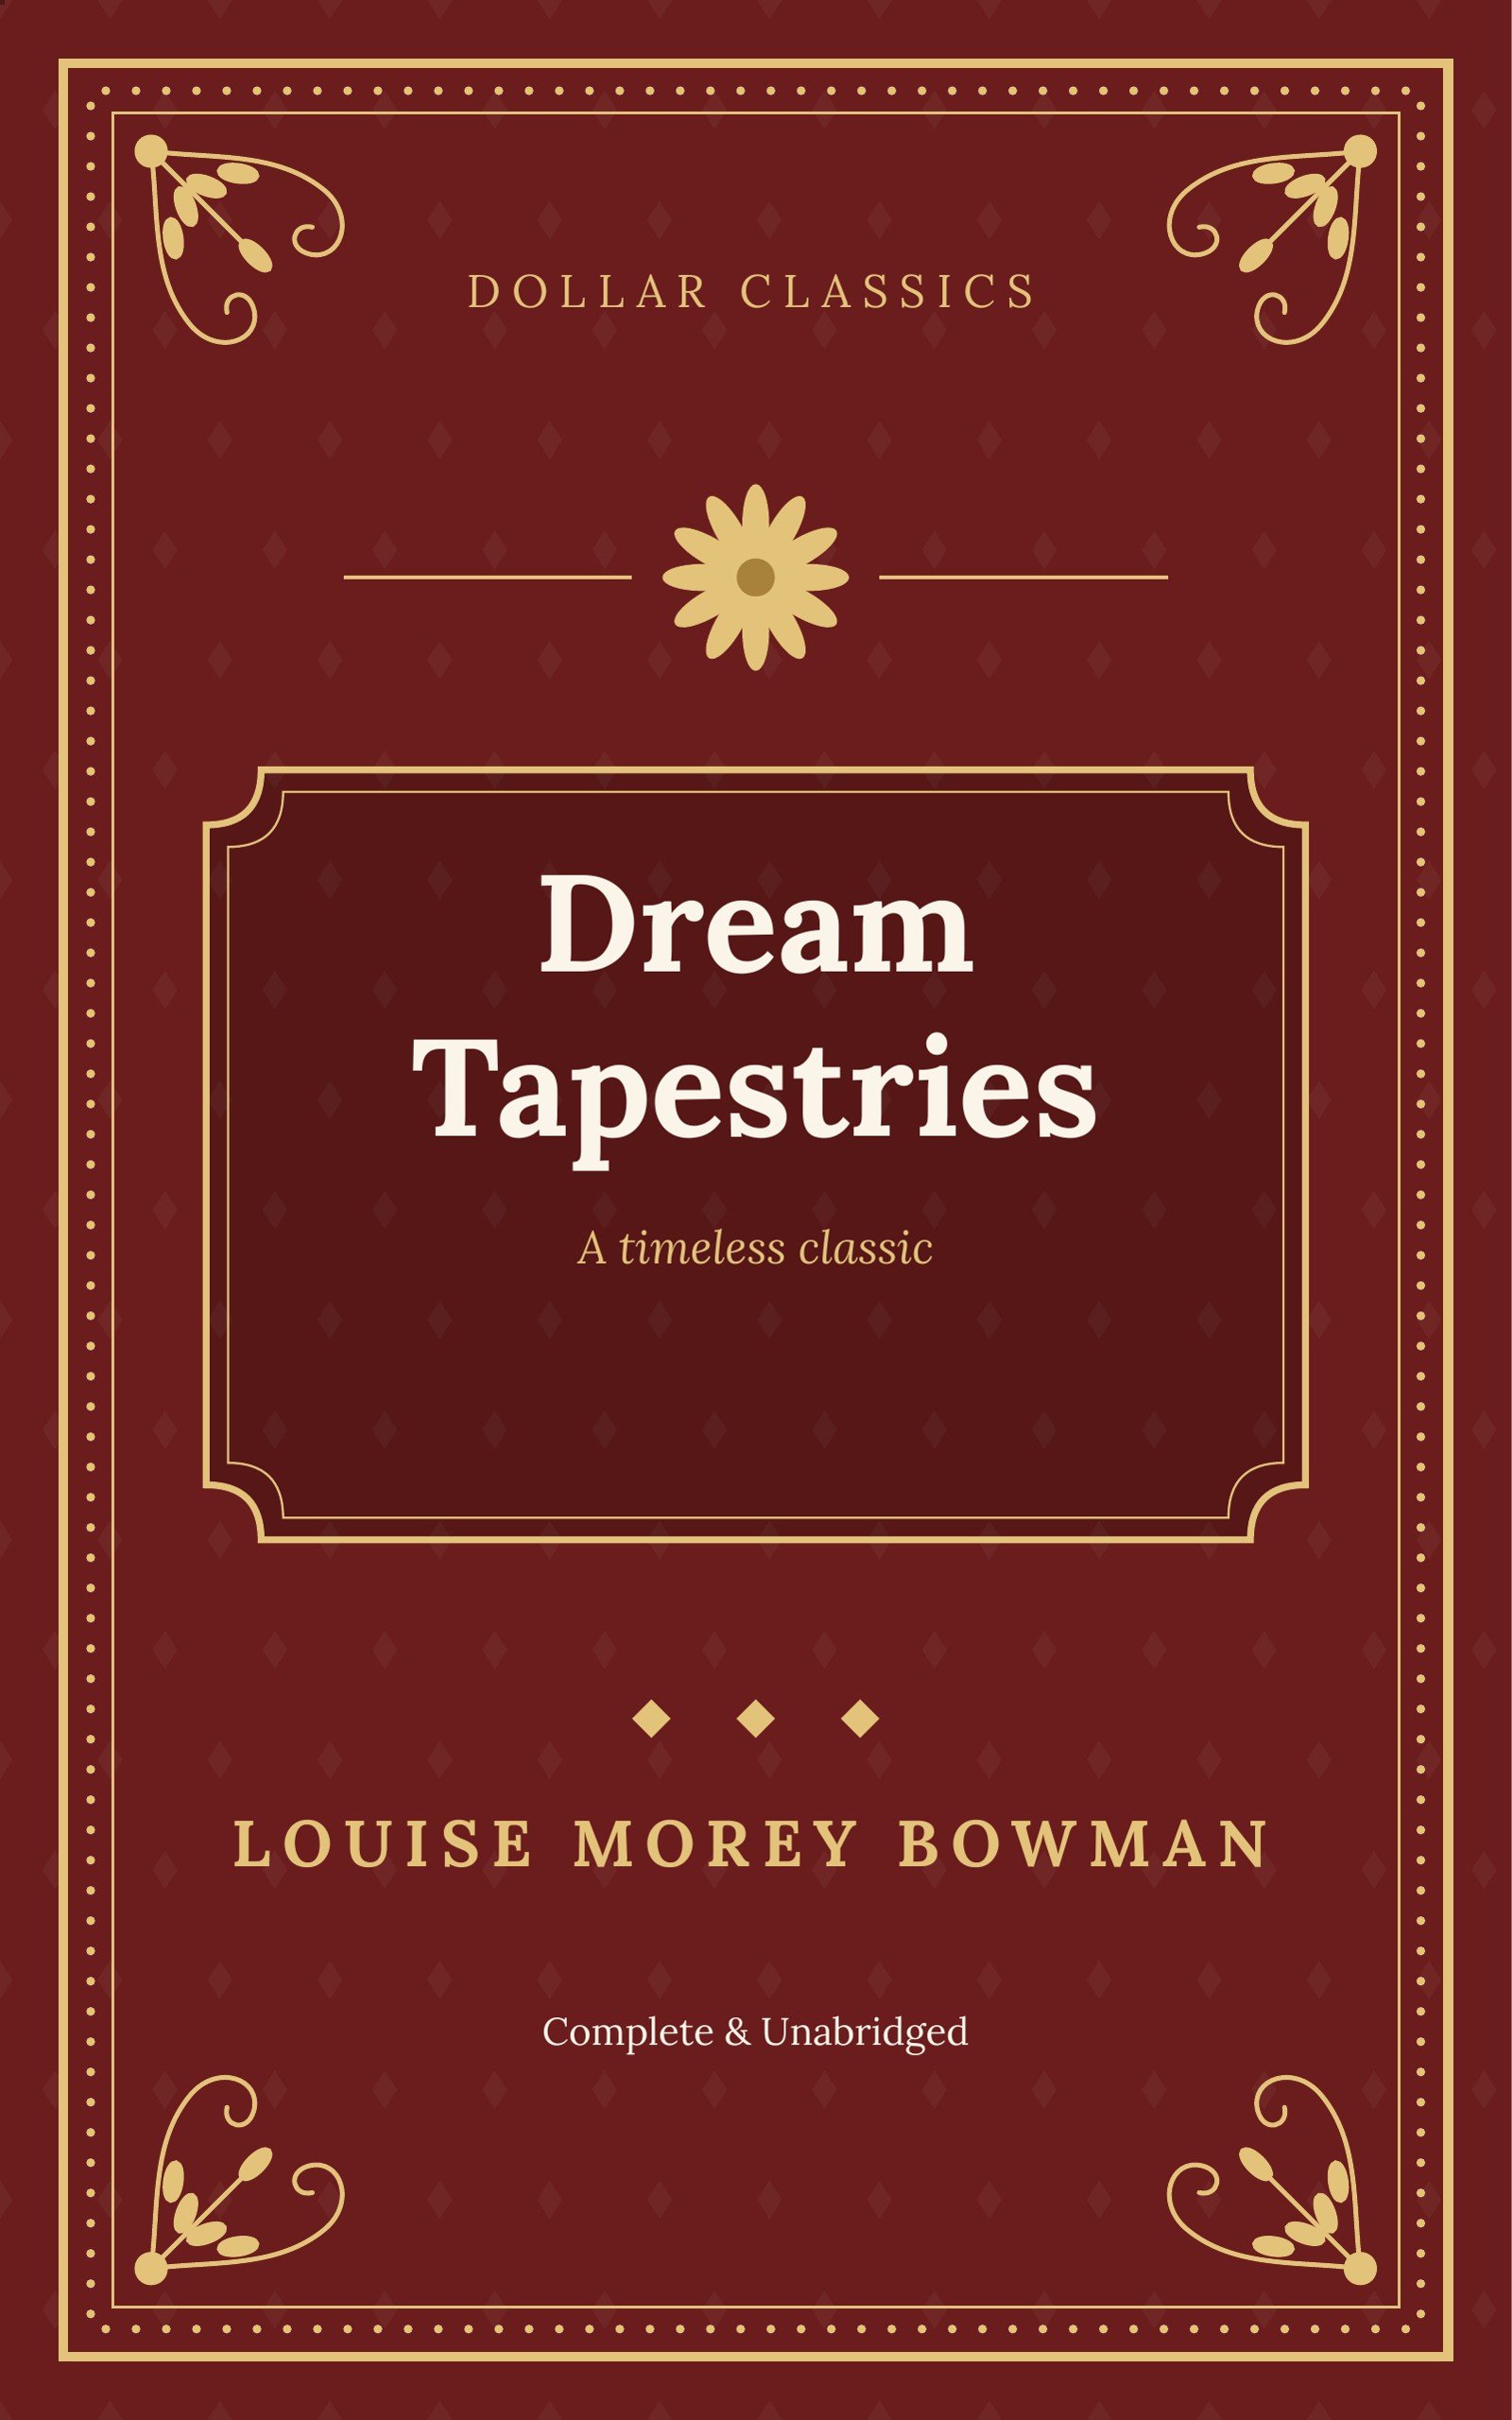 DOLLAR CLASSICS
Dream
Tapestries
A timeless classic
LOUISE MOREY BOWMAN
Complete & Unabridged